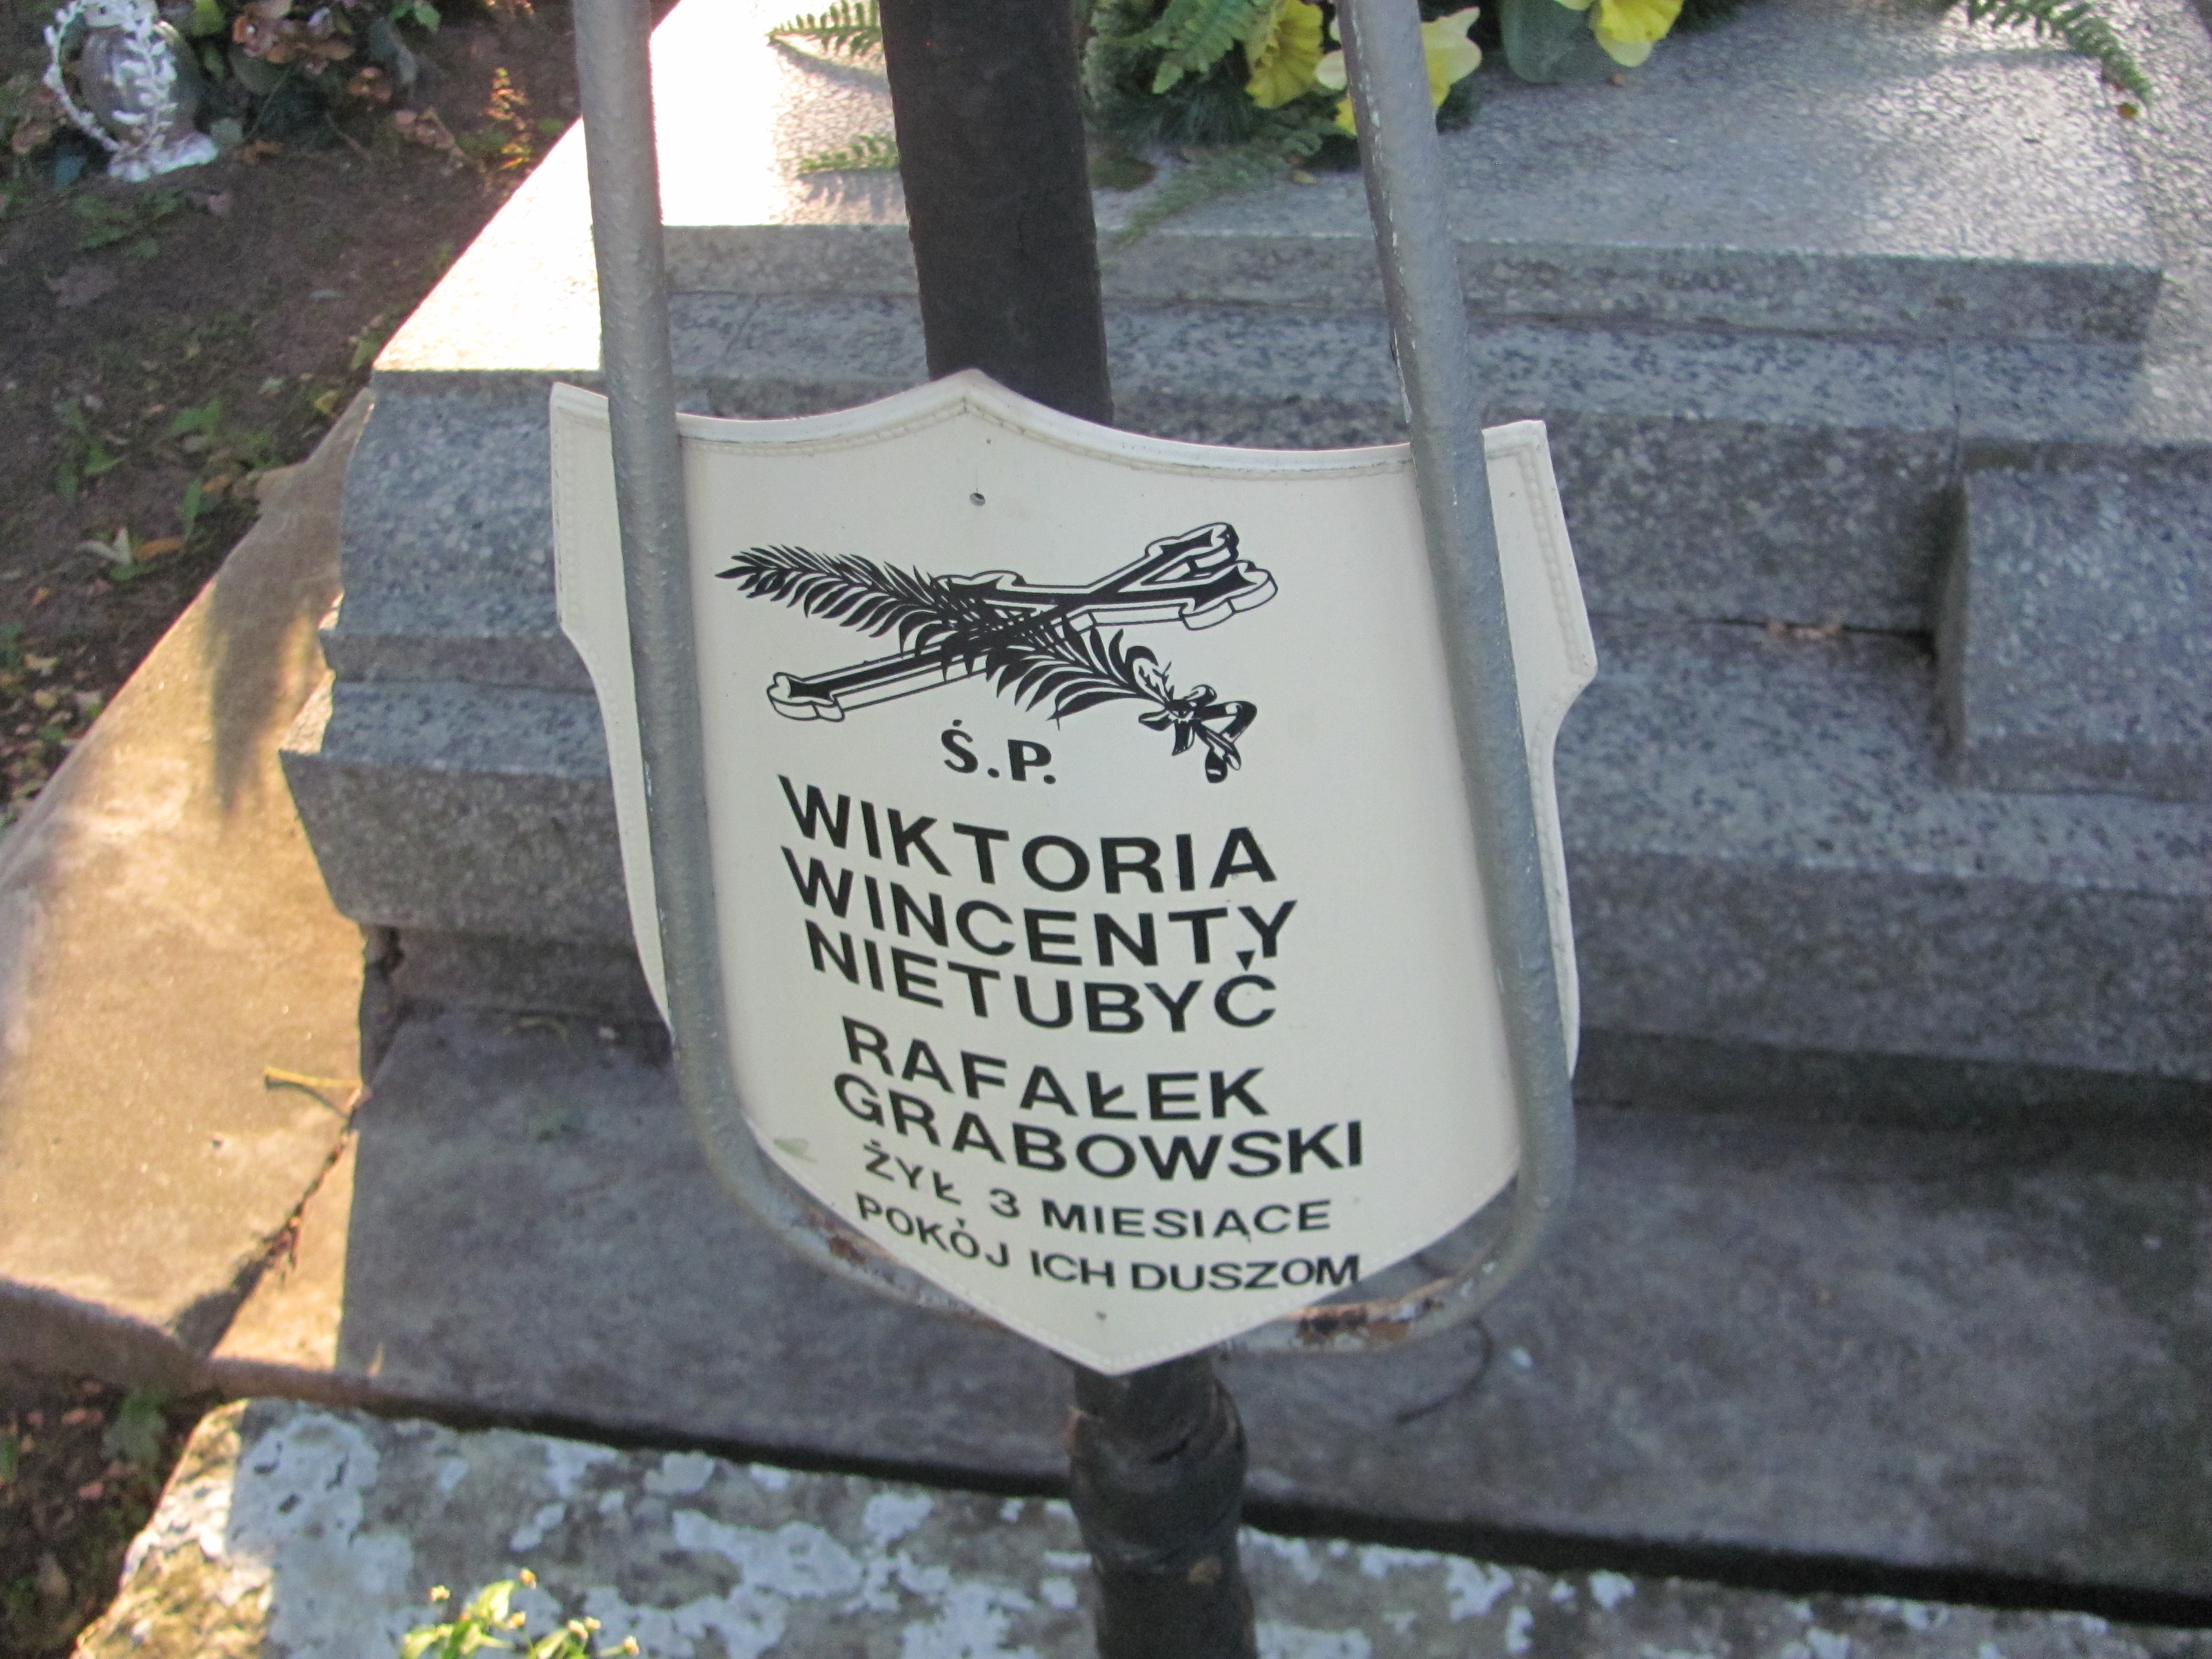 Ś.P.
WIKTORIA
WINCENTY
NIETUBYĆ
RAFAŁEK
GRABOWSKI
ŻYŁ 3 MIESIĄCE
POKÓJ ICH DUSZOM